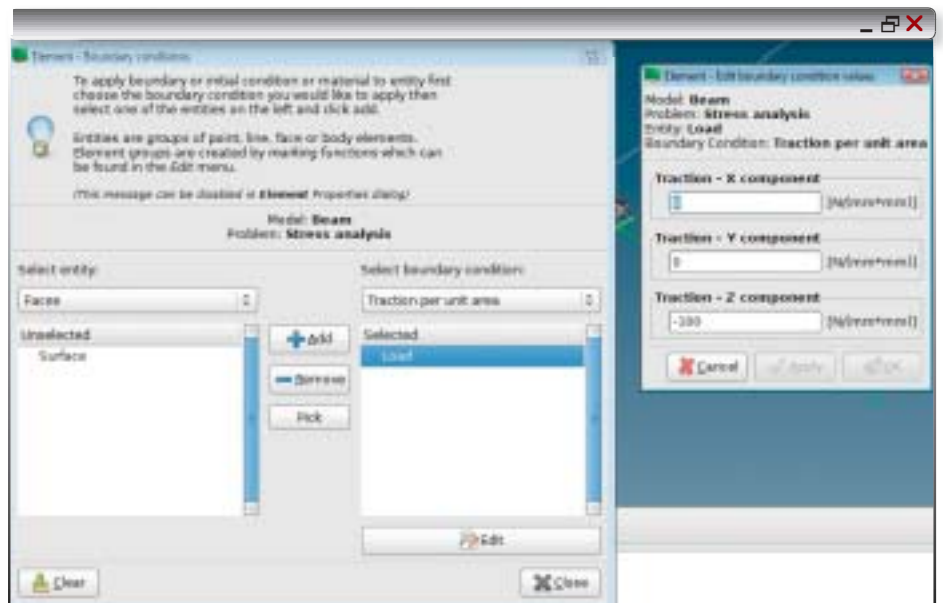 Element - Boundary conditions
To apply boundary or initial condition or material to entity first
choose the boundary condition you would like to apply then
select one of the entities on the left and click add.
Entities are groups of point, line, face or body elements.
Element groups are created by marking functions which can
be found in the Edit menu.
(This message can be disabled in Element Properties dialog)
Model: Beam
Problem: Stress analysis
Select entity:
Select boundary condition:
Faces
Traction per unit area
Unselected
Surface
Add
Remove
Pick
Selected
Load
Edit
Clear
Close
Element - Edit boundary condition values
Model: Beam
Problem: Stress analysis
Entity: Load
Boundary Condition: Traction per unit area
Traction - X component
[N/(mm*mm)]
Traction - Y component
0
[N/(mm*mm)]
Traction - Z component
[N/(mm*mm)]
Cancel
Apply
OK